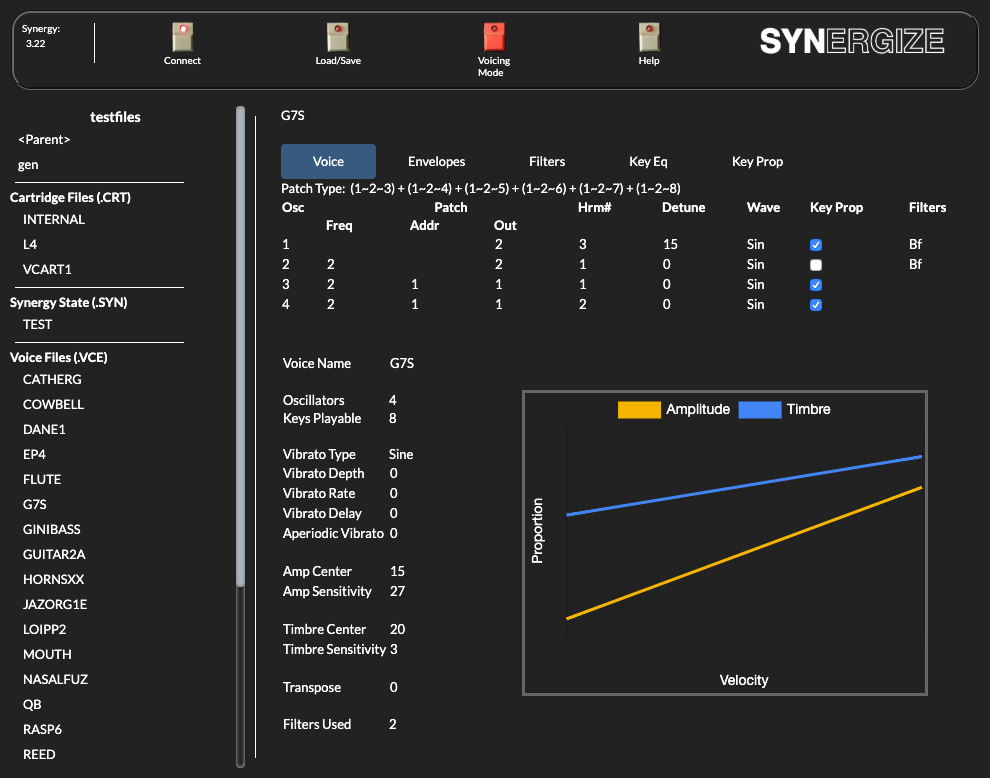 Synergy:
3.22
Connect
Load/Save
Voicing
Mode
Help
SYNERGIZE
testfiles
<Parent>
gen
Cartridge Files (.CRT)
INTERNAL
L4
VCART1
Synergy State (.SYN)
TEST
Voice Files (.VCE)
CATHERG
COWBELL
DANE1
EP4
FLUTE
G7S
GINIBASS
GUITAR2A
HORNSXX
JAZORG1E
LOIPP2
MOUTH
NASALFUZ
QB
RASP6
REED
G7S
Voice Envelopes Filters Key Eq Key Prop
Patch Type: (1~2~3) + (1~2~4) + (1~2~5) + (1~2~6) + (1~2~7) + (1~2~8)
Osc Patch Hrm# Detune Wave Key Prop Filters
Freq Addr Out
1 2 3 15 Sin Bf
2 2 2 1 0 Sin Bf
3 2 1 1 1 0 Sin
4 2 1 1 2 0 Sin
Voice Name G7S
Oscillators 4
Keys Playable 8
Vibrato Type Sine
Vibrato Depth 0
Vibrato Rate 0
Vibrato Delay 0
Aperiodic Vibrato 0
Amp Center 15
Amp Sensitivity 27
Timbre Center 20
Timbre Sensitivity 3
Transpose 0
Filters Used 2
Amplitude Timbre
Proportion
Velocity